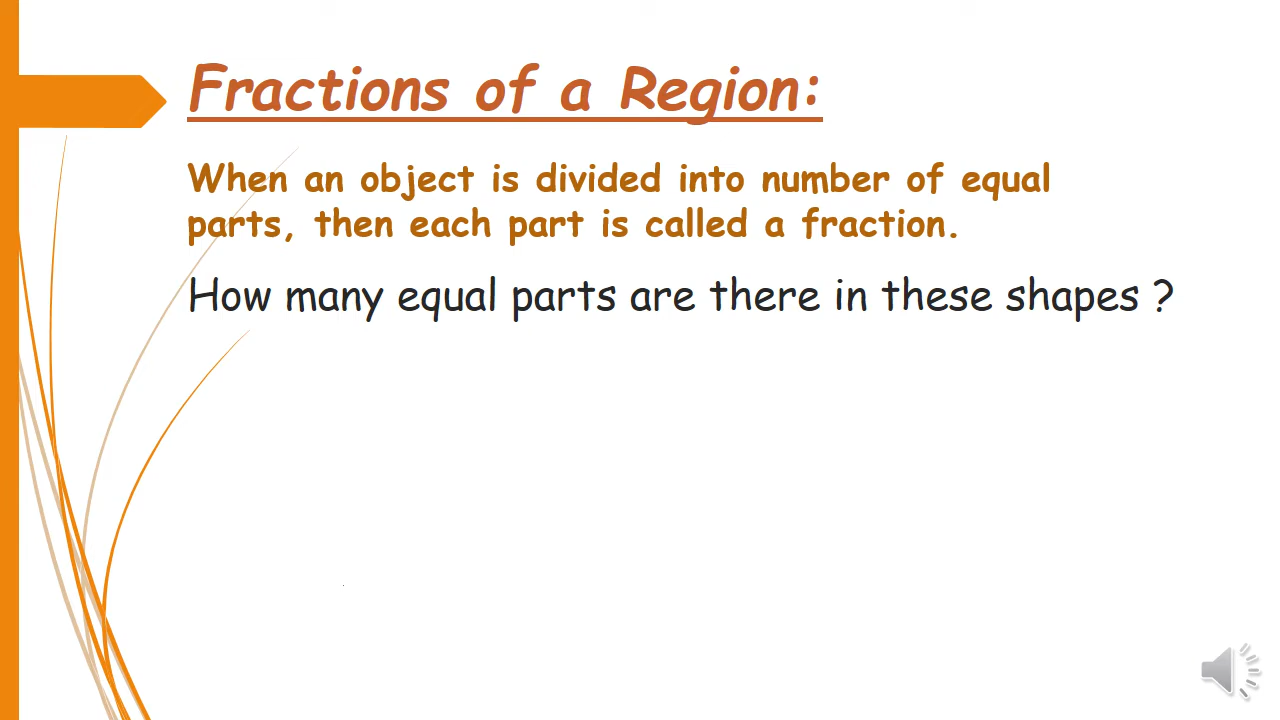 Fractions of a Region:
When an object is divided into number of equal
parts, then each part is called a fraction.
How many equal parts are there in these shapes ?